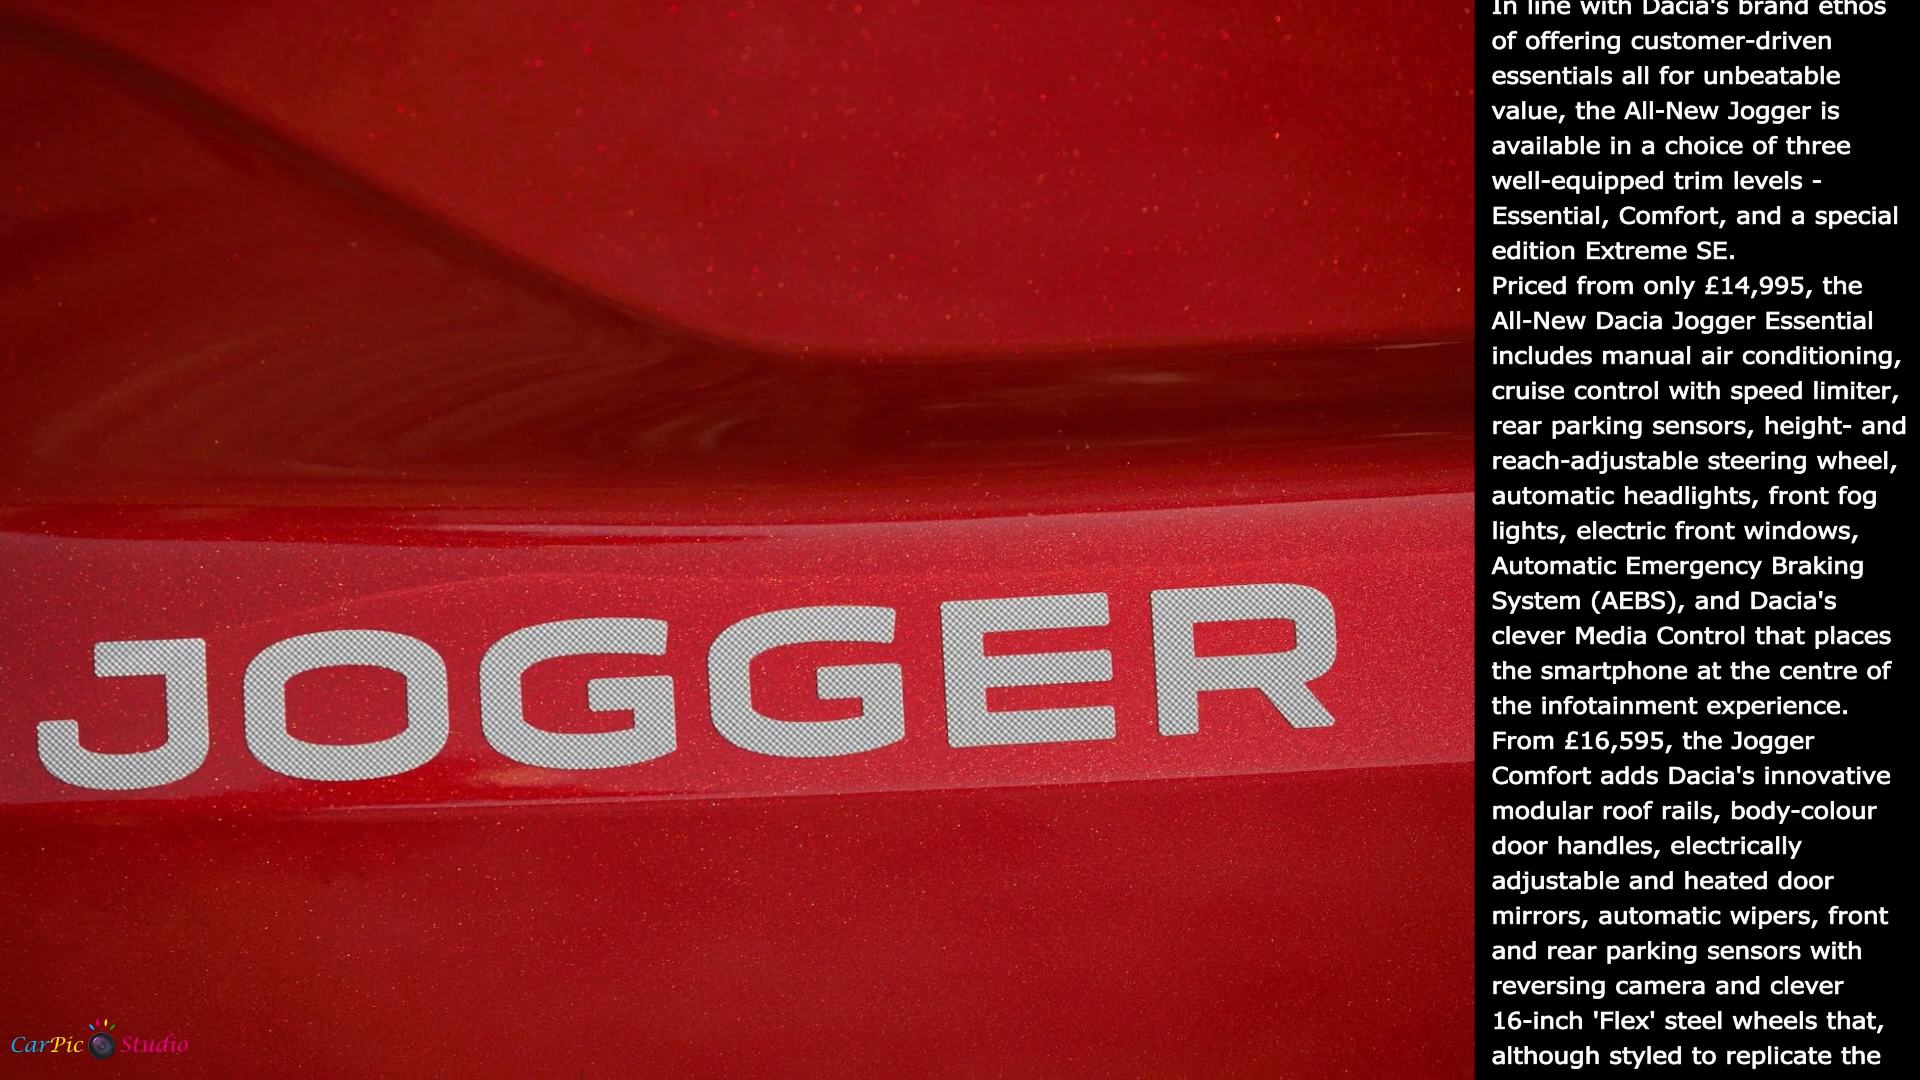 In line with Dacia's brand ethos
of offering customer-driven
essentials all for unbeatable
value, the All-New Jogger is
available in a choice of three
well-equipped trim levels -
Essential, Comfort, and a special
edition Extreme SE.
Priced from only £14,995, the
All-New Dacia Jogger Essential
includes manual air conditioning,
cruise control with speed limiter,
rear parking sensors, height- and
reach-adjustable steering wheel,
automatic headlights, front fog
lights, electric front windows,
Automatic Emergency Braking
System (AEBS), and Dacia's
clever Media Control that places
the smartphone at the centre of
the infotainment experience.
From £16,595, the Jogger
Comfort adds Dacia's innovative
modular roof rails, body-colour
door handles, electrically
adjustable and heated door
mirrors, automatic wipers, front
and rear parking sensors with
reversing camera and clever
16-inch 'Flex' steel wheels that,
although styled to replicate the
JOGGER
CarPic Studio